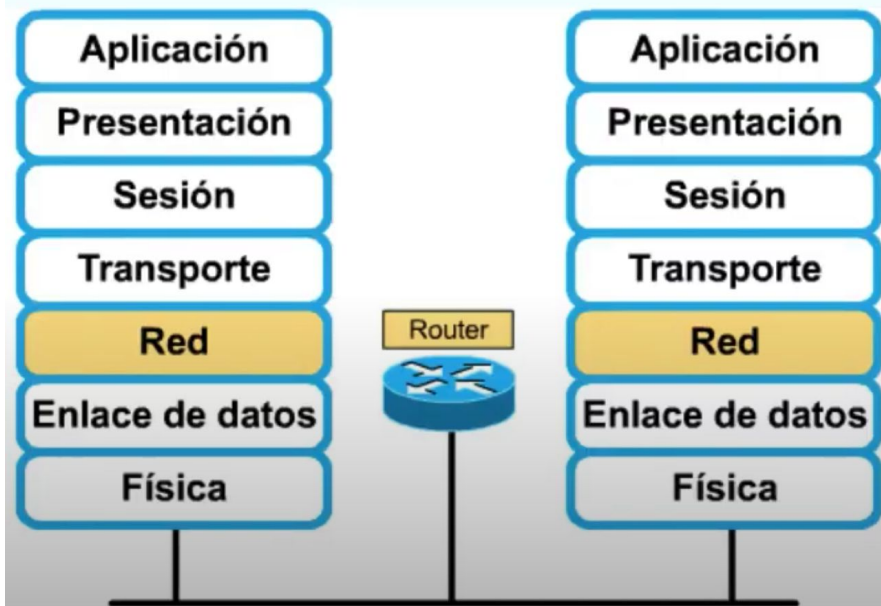 Aplicación
Presentación
Sesión
Transporte
Red
Enlace de datos
Física
Router
Aplicación
Presentación
Sesión
Transporte
Red
Enlace de datos
Física